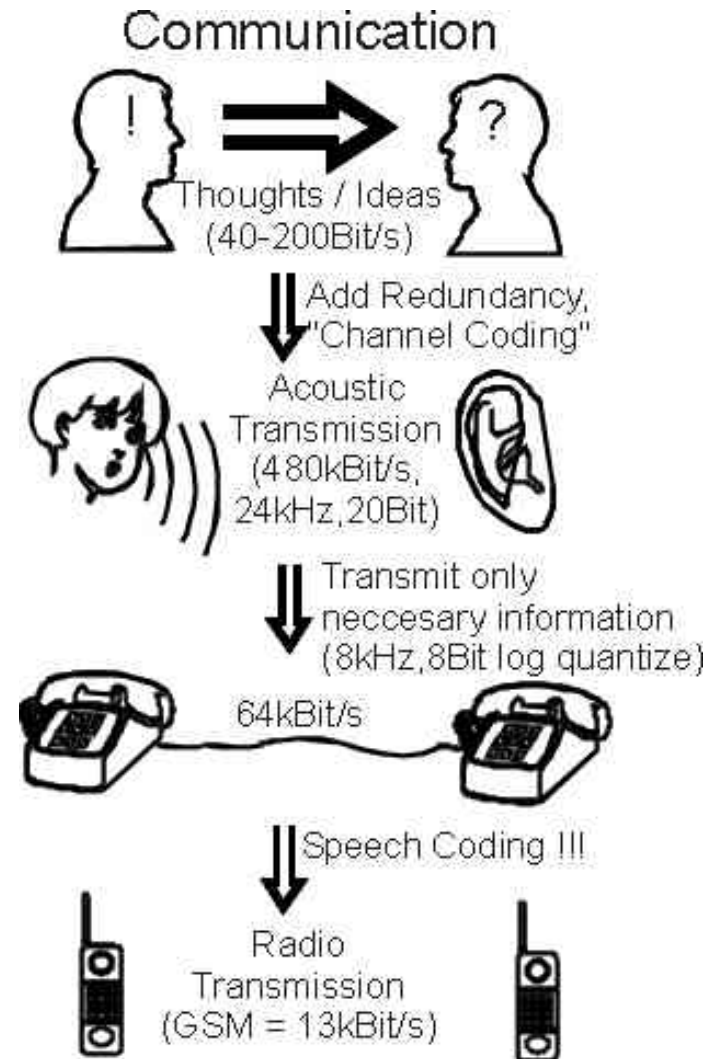 Communication
!
?
Thoughts / Ideas
(40-200Bit/s)
Add Redundancy,
"Channel Coding"
Acoustic
Transmission
(480kBit/s,
24kHz,20Bit)
Transmit only
neccesary information
(8kHz,8Bit log quantize)
64kBit/s
Speech Coding !!!
Radio
Transmission
(GSM = 13kBit/s)